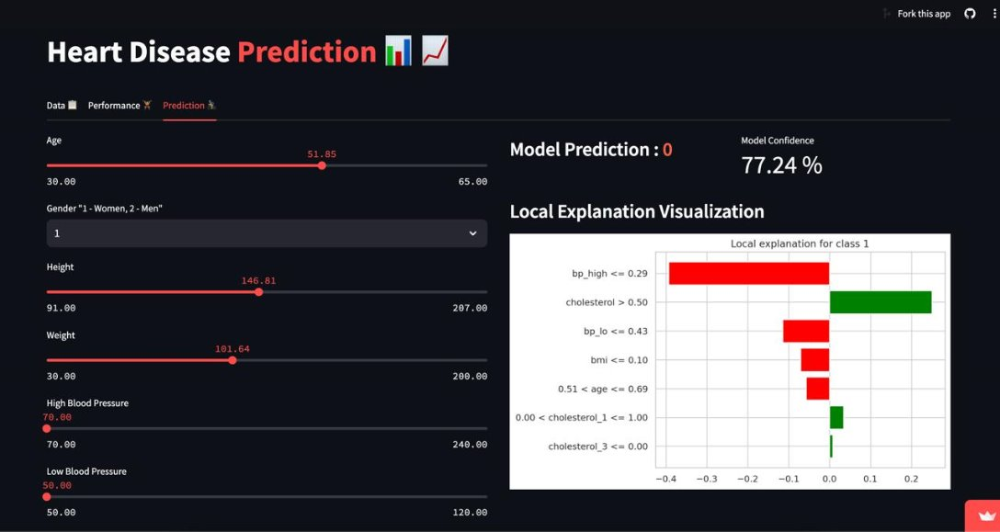 Fork this app
Heart Disease Prediction
Data Performance Prediction
Age
51.85
30.00 65.00
Gender "1 - Women, 2 - Men"
1
Height
146.81
91.00 207.00
Weight
101.64
30.00 200.00
High Blood Pressure
70.00
70.00 240.00
Low Blood Pressure
50.00
50.00 120.00
Model Prediction : 0
Model Confidence
77.24 %
Local Explanation Visualization
Local explanation for class 1
bp_high <= 0.29
cholesterol > 0.50
bp_lo <= 0.43
bmi <= 0.10
0.51 < age <= 0.69
0.00 < cholesterol_1 <= 1.00
cholesterol_3 <= 0.00
−0.4 −0.3 −0.2 −0.1 0.0 0.1 0.2